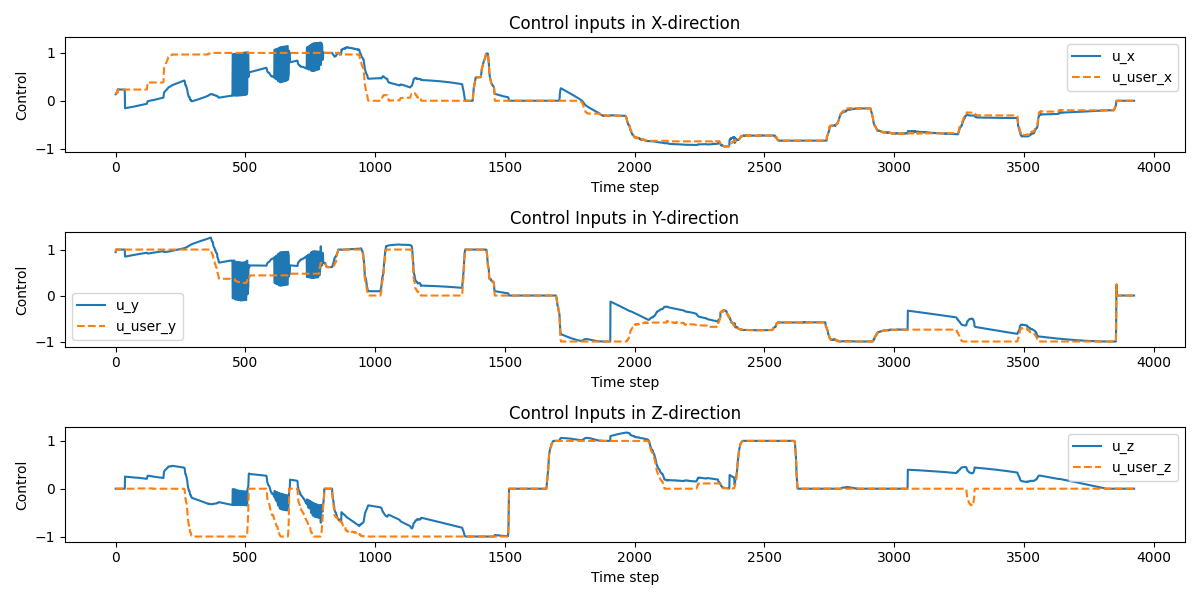 Control inputs in X-direction
Control
1
0
−1
u_x
u_user_x
0 500 1000 1500 2000 2500 3000 3500 4000
Time step
Control Inputs in Y-direction
Control
1
0
−1
u_y
u_user_y
0 500 1000 1500 2000 2500 3000 3500 4000
Time step
Control Inputs in Z-direction
Control
1
0
−1
u_z
u_user_z
0 500 1000 1500 2000 2500 3000 3500 4000
Time step